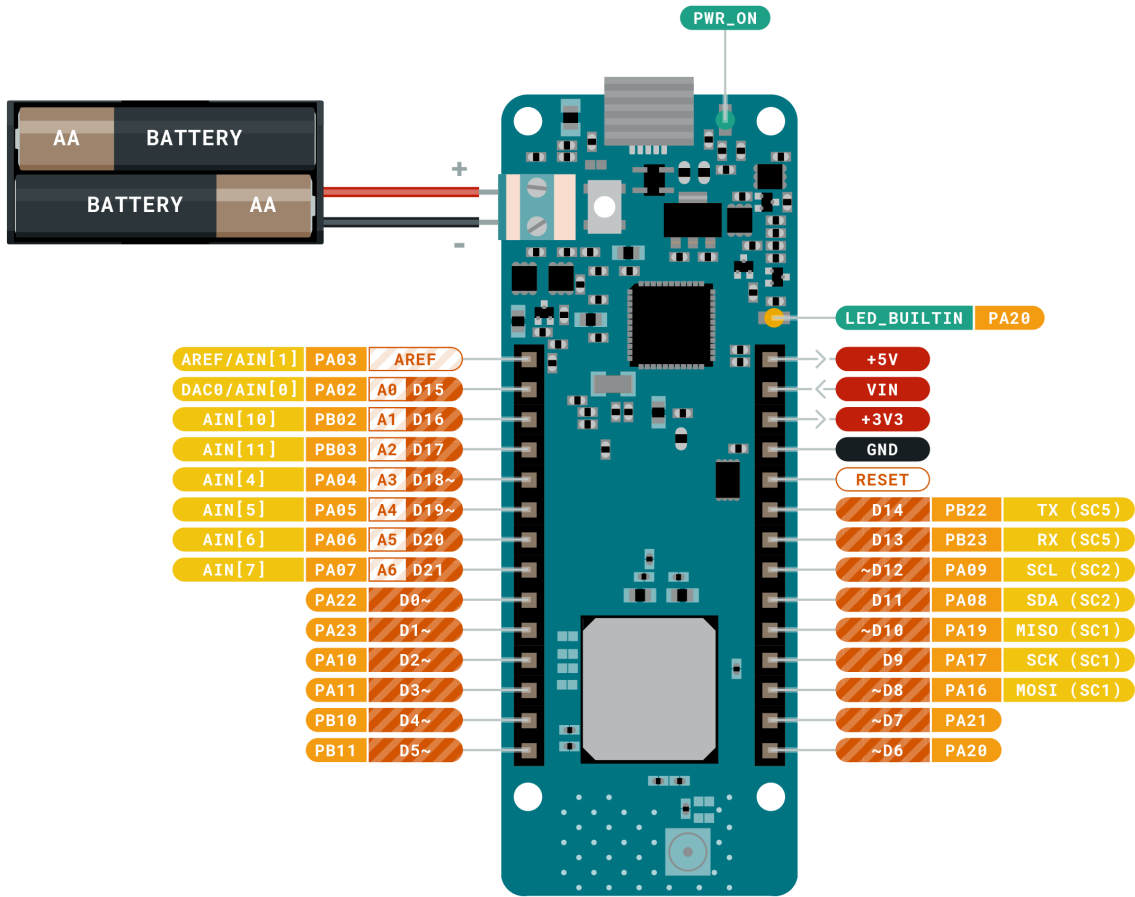 PWR_ON
AA BATTERY
BATTERY AA
+
-
LED_BUILTIN PA20
AREF/AIN[1] PA03 AREF
+5V
DAC0/AIN[0] PA02 A0 D15
VIN
AIN[10] PB02 A1 D16
+3V3
AIN[11] PB03 A2 D17
GND
AIN[4] PA04 A3 D18~
RESET
AIN[5] PA05 A4 D19~
D14 PB22 TX (SC5)
AIN[6] PA06 A5 D20
D13 PB23 RX (SC5)
AIN[7] PA07 A6 D21
~D12 PA09 SCL (SC2)
PA22 D0~
D11 PA08 SDA (SC2)
PA23 D1~
~D10 PA19 MISO (SC1)
PA10 D2~
D9 PA17 SCK (SC1)
PA11 D3~
~D8 PA16 MOSI (SC1)
PB10 D4~
~D7 PA21
PB11 D5~
~D6 PA20